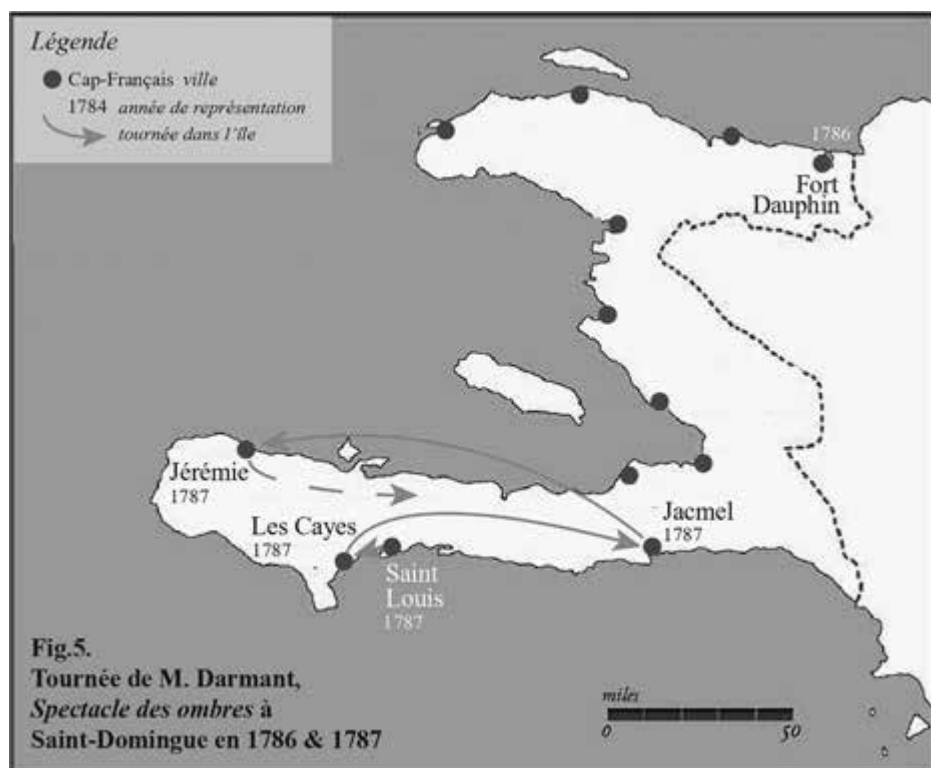 Légende
Cap-Français ville
1784 année de représentation
tournée dans l'île
1786
Fort
Dauphin
Jérémie
1787
Les Cayes
1787
Jacmel
1787
Saint
Louis
1787
Fig.5.
Tournée de M. Darmant,
Spectacle des ombres à
Saint-Domingue en 1786 & 1787
miles
0 50